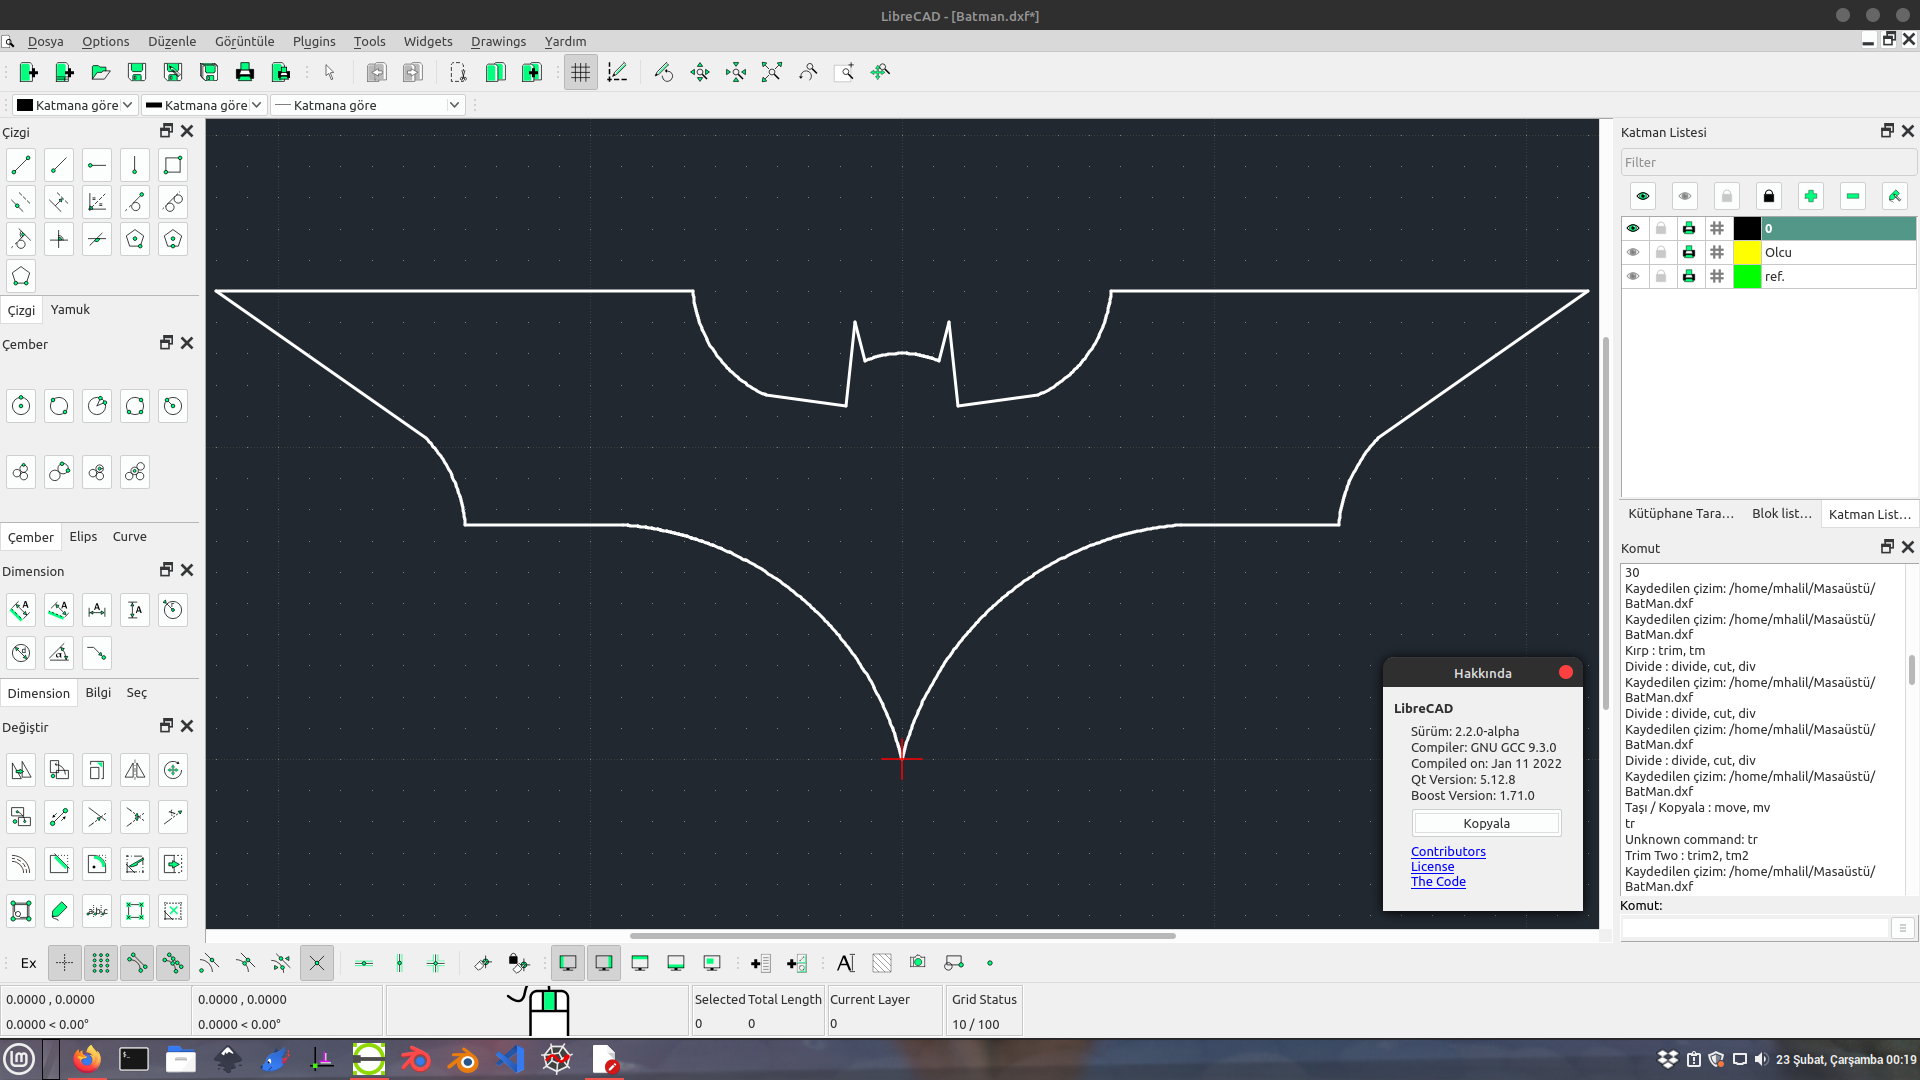 LibreCAD - [Batman.dxf*]
Dosya Options Düzenle Görüntüle Plugins Tools Widgets Drawings Yardım
Katmana göre Katmana göre Katmana göre
Çizgi
Çizgi Yamuk
Çember
Çember Elips Curve
Dimension
Dimension Bilgi Seç
Değiştir
Katman Listesi
Filter
0
Olcu
ref.
Kütüphane Tara... Blok list... Katman List...
Komut
30
Kaydedilen çizim: /home/mhalil/Masaüstü/
BatMan.dxf
Kaydedilen çizim: /home/mhalil/Masaüstü/
BatMan.dxf
Kırp : trim, tm
Divide : divide, cut, div
Kaydedilen çizim: /home/mhalil/Masaüstü/
BatMan.dxf
Divide : divide, cut, div
Kaydedilen çizim: /home/mhalil/Masaüstü/
BatMan.dxf
Divide : divide, cut, div
Kaydedilen çizim: /home/mhalil/Masaüstü/
BatMan.dxf
Taşı / Kopyala : move, mv
tr
Unknown command: tr
Trim Two : trim2, tm2
Kaydedilen çizim: /home/mhalil/Masaüstü/
BatMan.dxf
Komut:
Hakkında
LibreCAD
Sürüm: 2.2.0-alpha
Compiler: GNU GCC 9.3.0
Compiled on: Jan 11 2022
Qt Version: 5.12.8
Boost Version: 1.71.0
Kopyala
Contributors
License
The Code
Ex
0.0000 , 0.0000 0.0000 , 0.0000 Selected Total Length Current Layer Grid Status
0.0000 < 0.00° 0.0000 < 0.00° 0 0 0 10 / 100
23 Şubat, Çarşamba 00:19